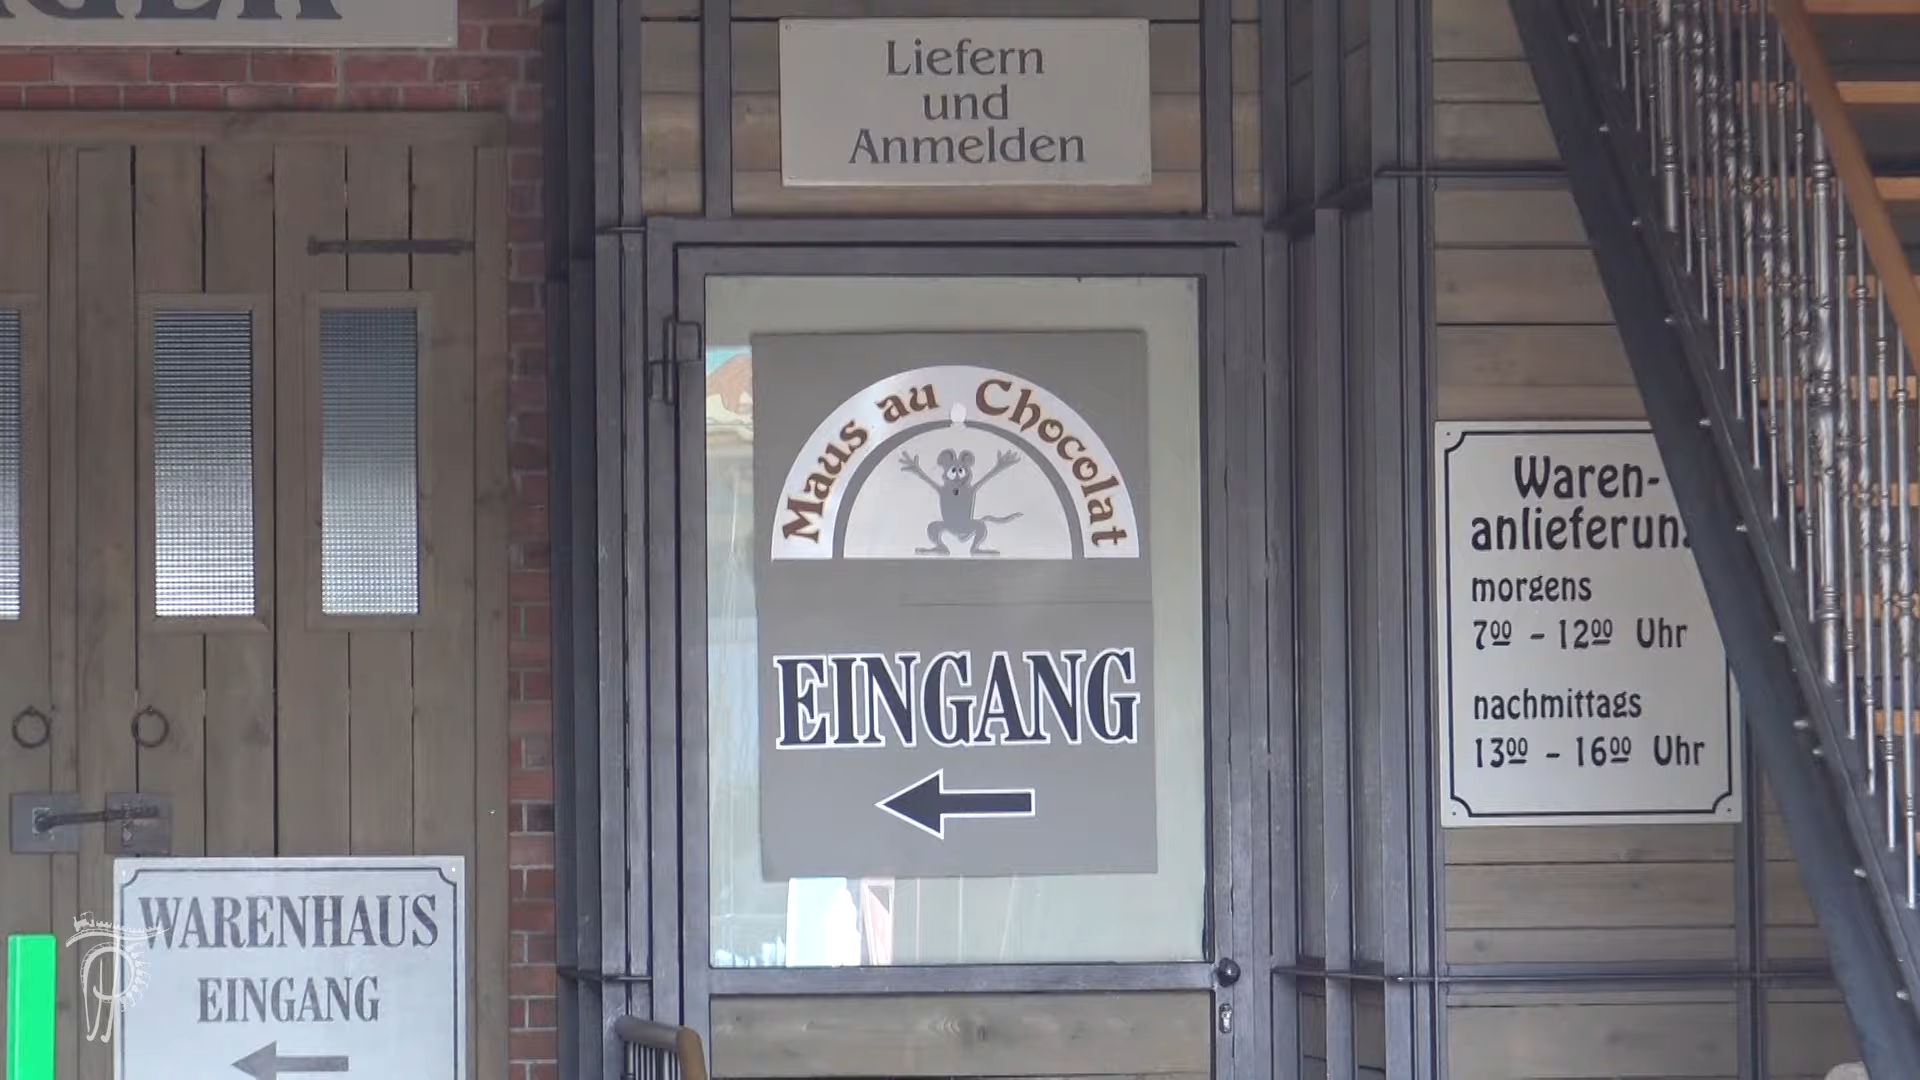 Liefern
und
Anmelden
Maus au Chocolat
EINGANG
Waren-
anlieferun
morgens
7⁰⁰ - 12⁰⁰ Uhr
nachmittags
13⁰⁰ - 16⁰⁰ Uhr
WARENHAUS
EINGANG